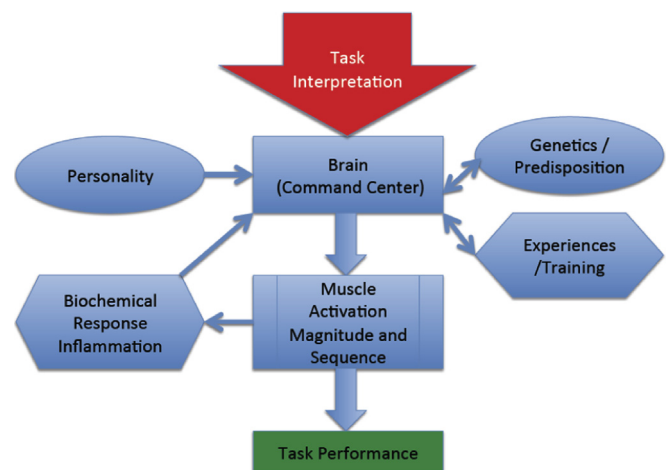 Task
Interpretation
Personality
Brain
(Command Center)
Genetics /
Predisposition
Experiences
/Training
Biochemical
Response
Inflammation
Muscle
Activation
Magnitude and
Sequence
Task Performance